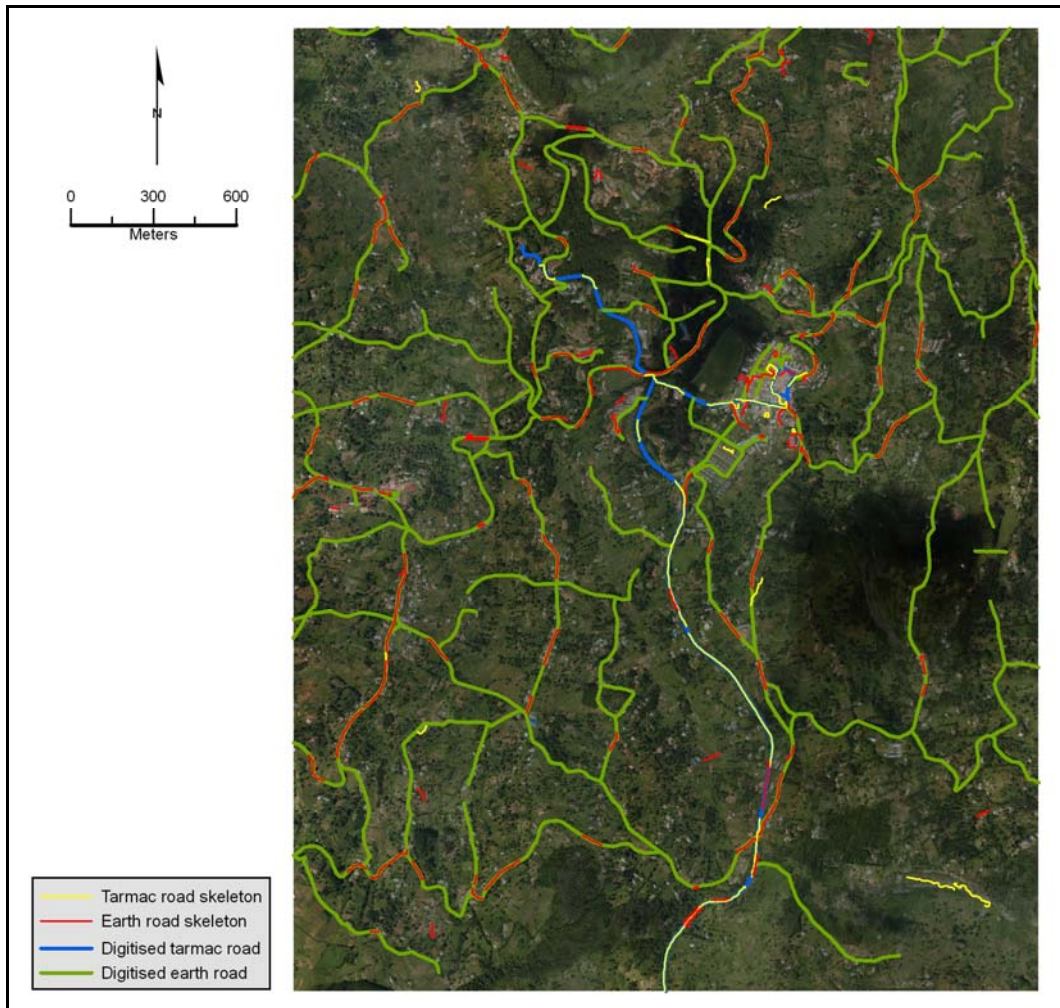 N
0 300 600
Meters
Tarmac road skeleton
Earth road skeleton
Digitised tarmac road
Digitised earth road